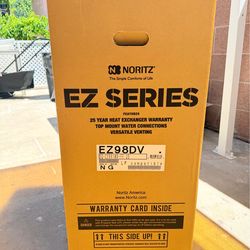 NORITZ
The Simple Comforts of Life
EZ SERIES
FEATURES
25 YEAR HEAT EXCHANGER WARRANTY
TOP MOUNT WATER CONNECTIONS
VERSATILE VENTING
EZ98DV
NG
Noritz America
www.Noritz.com
WARRANTY CARD INSIDE
THIS SIDE UP!